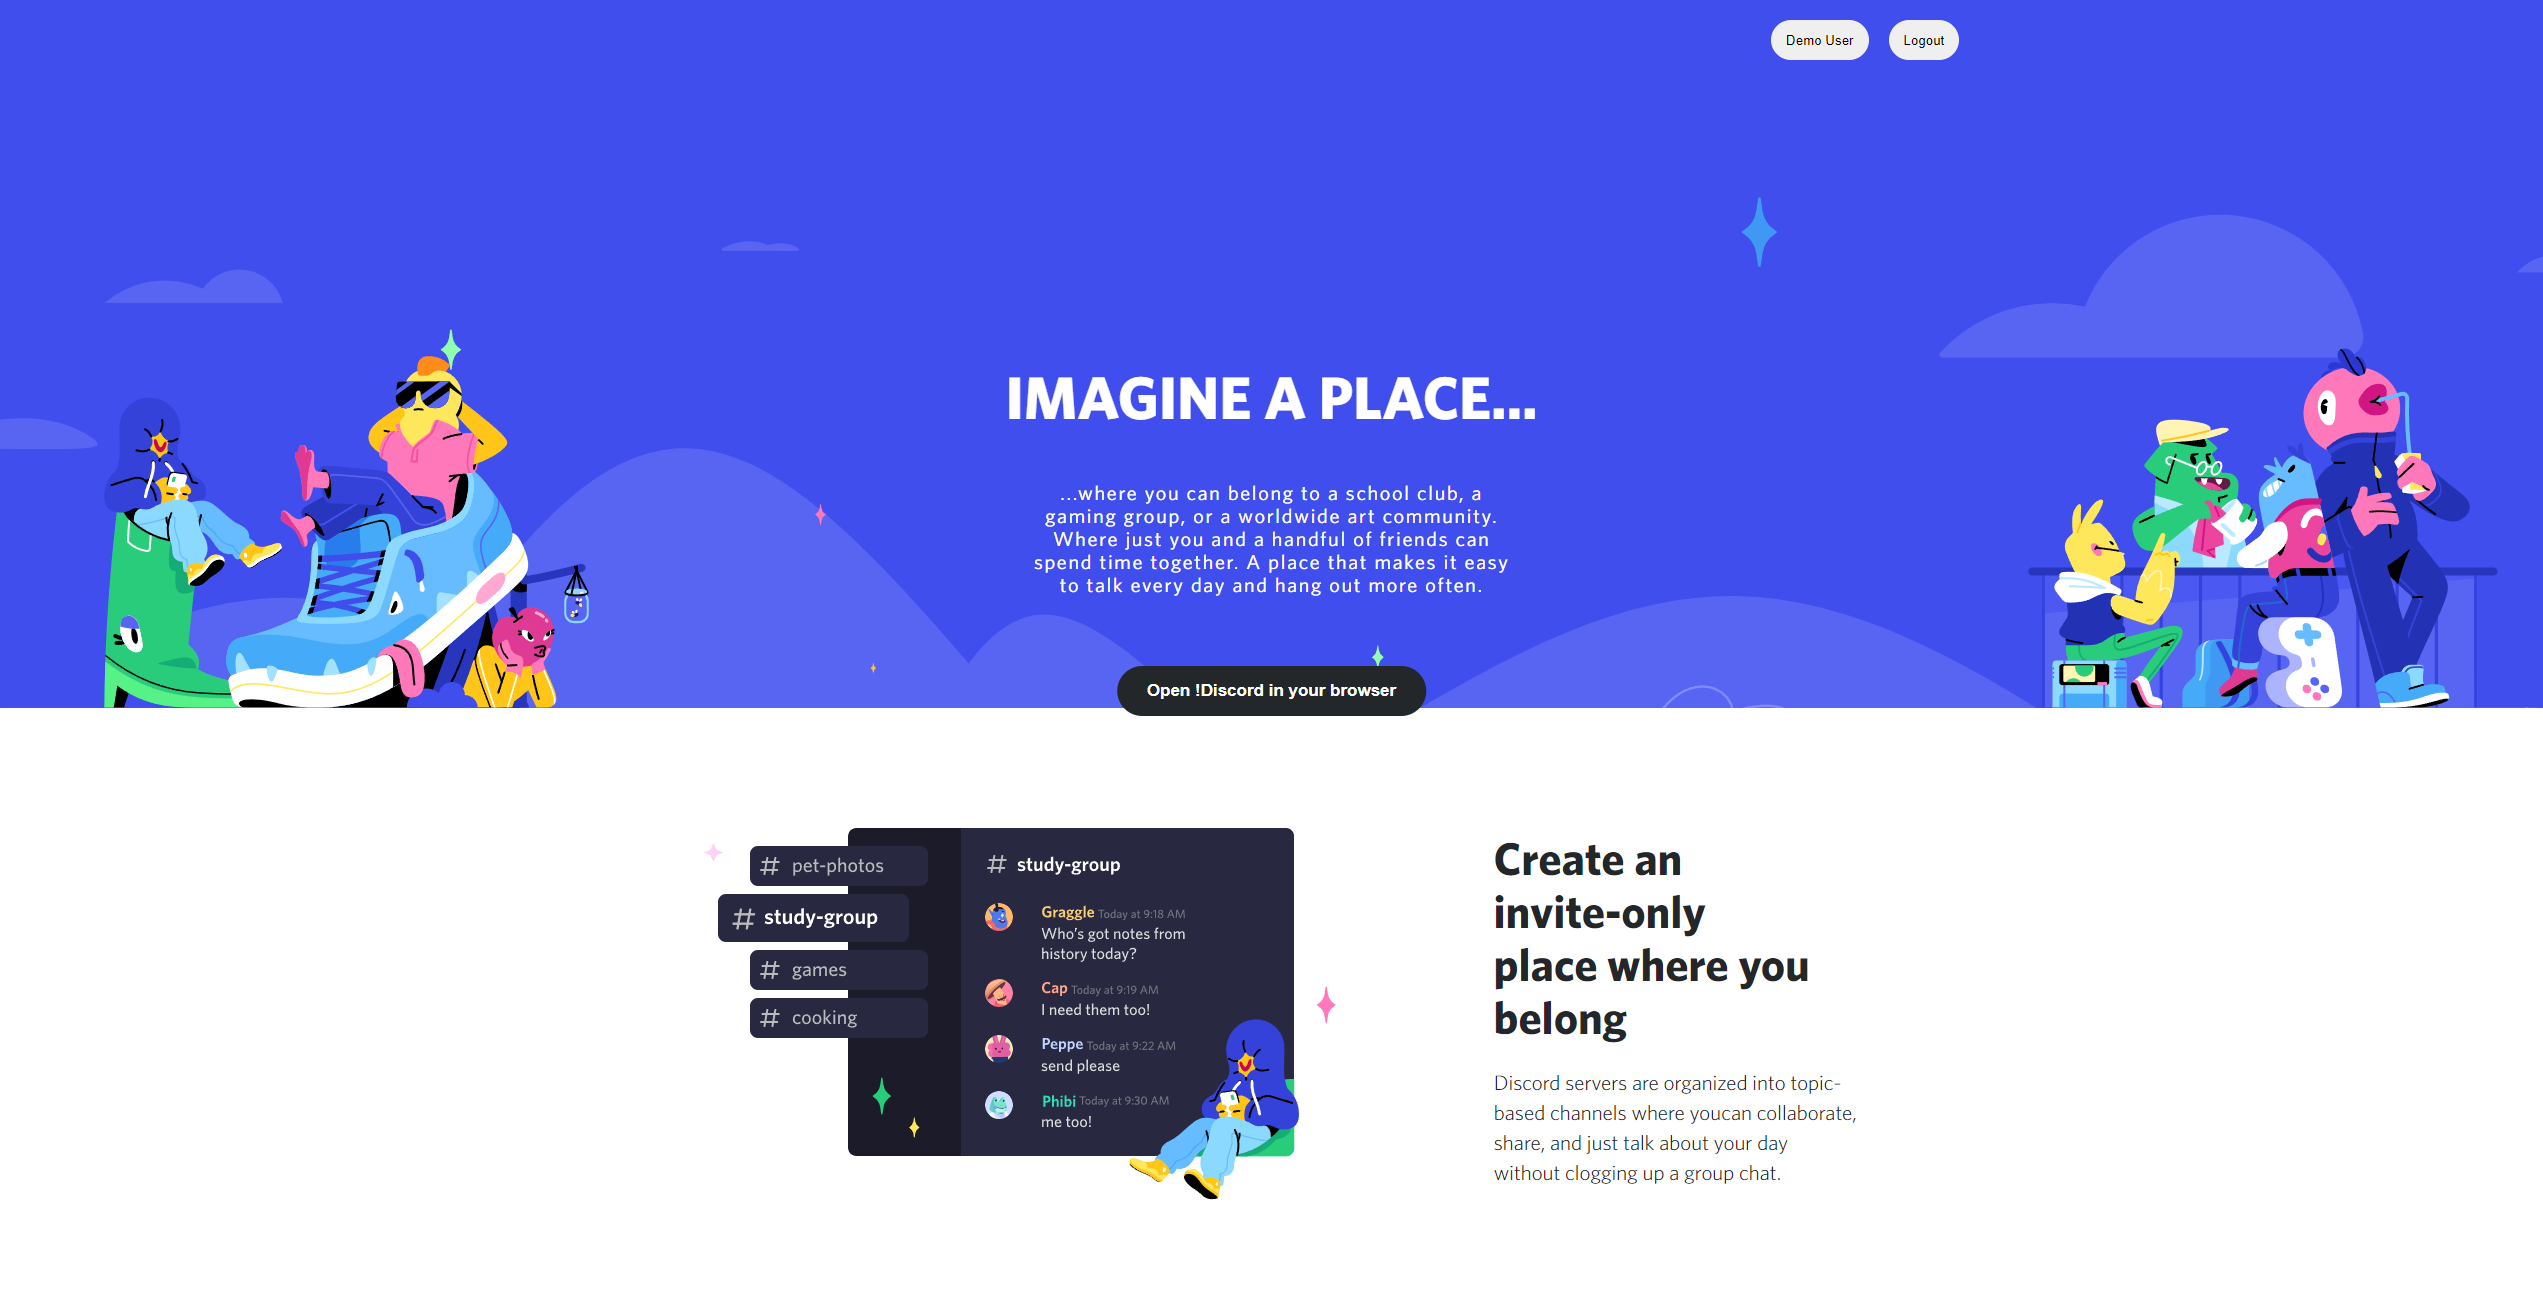 Demo User
Logout
IMAGINE A PLACE...
...where you can belong to a school club, a
gaming group, or a worldwide art community.
Where just you and a handful of friends can
spend time together. A place that makes it easy
to talk every day and hang out more often.
Open !Discord in your browser
# pet-photos
# study-group
# games
# cooking
# study-group
Graggle Today at 9:18 AM
Who's got notes from
history today?
Cap Today at 9:19 AM
I need them too!
Peppe Today at 9:22 AM
send please
Phibi Today at 9:30 AM
me too!
Create an
invite-only
place where you
belong
Discord servers are organized into topic-
based channels where youcan collaborate,
share, and just talk about your day
without clogging up a group chat.